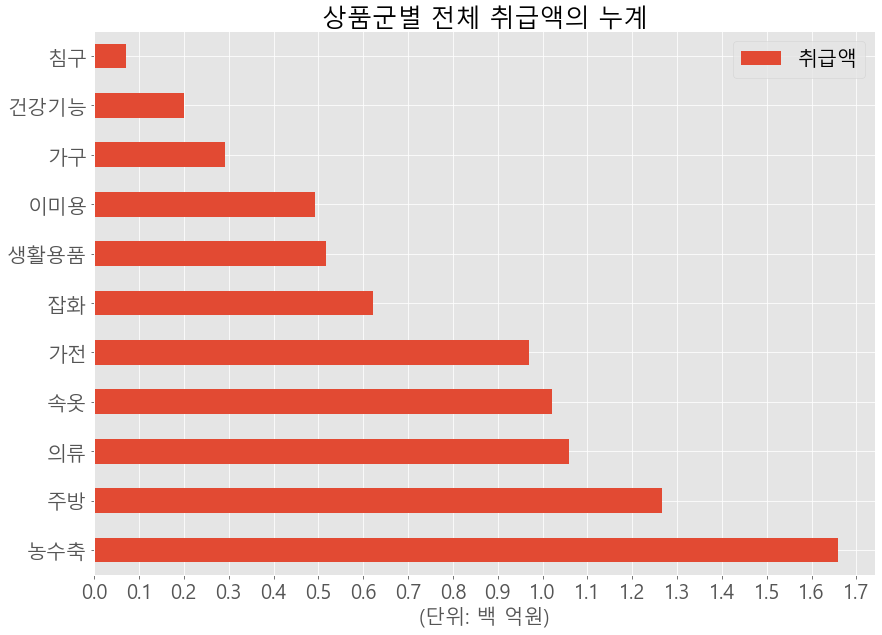 상품군별 전체 취급액의 누계
취급액
침구
건강기능
가구
이미용
생활용품
잡화
가전
속옷
의류
주방
농수축
0.0 0.1 0.2 0.3 0.4 0.5 0.6 0.7 0.8 0.9 1.0 1.1 1.2 1.3 1.4 1.5 1.6 1.7
(단위: 백 억원)